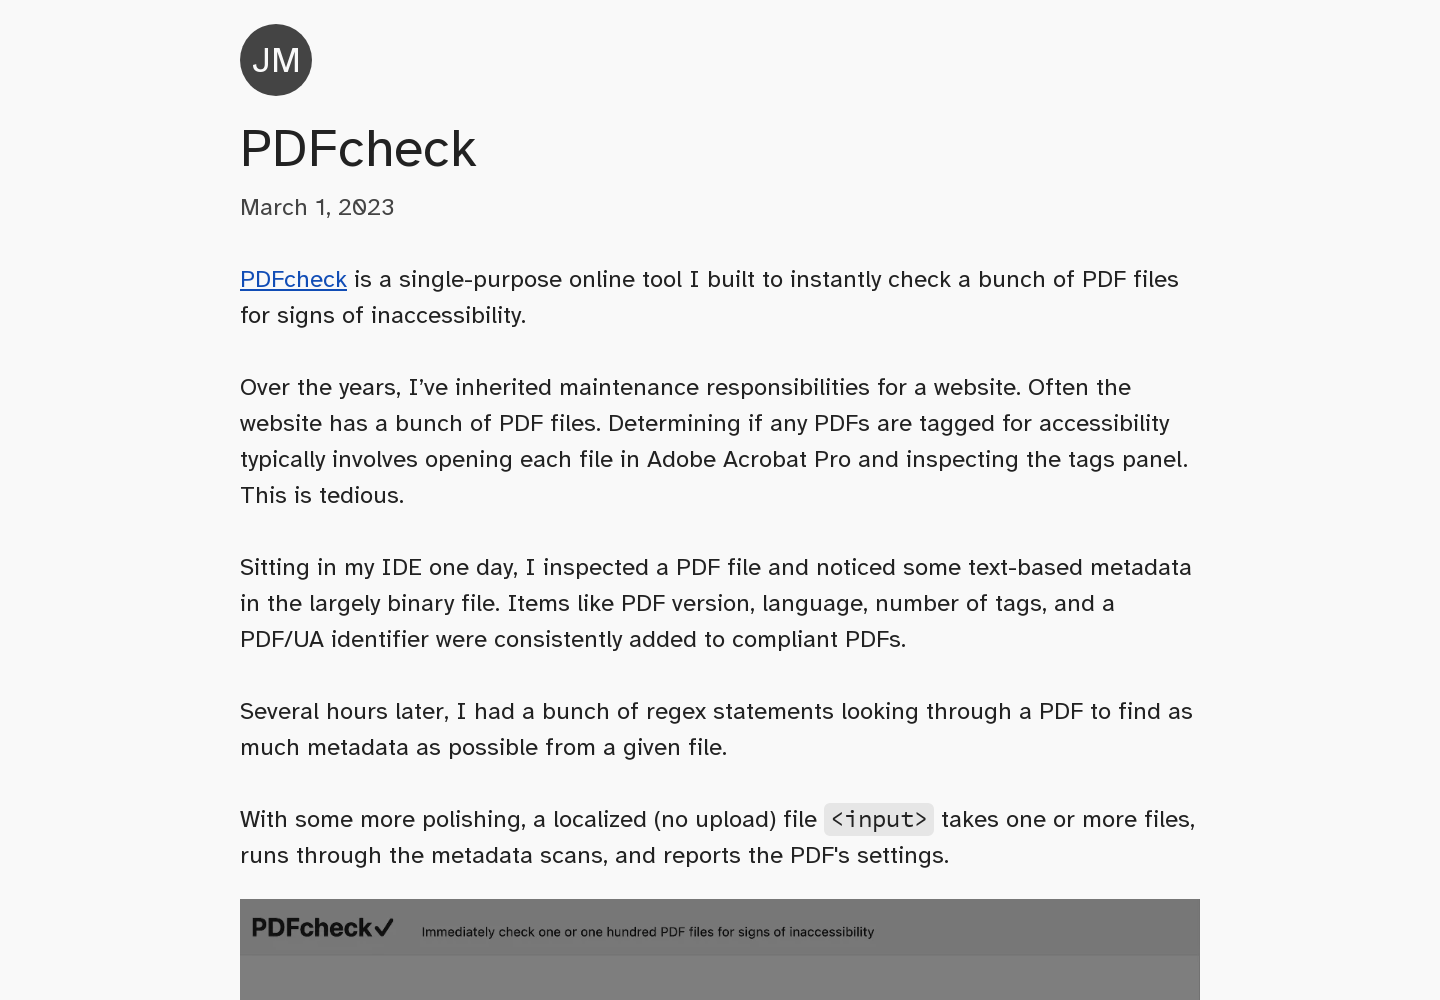 JM
PDFcheck
March 1, 2023
PDFcheck is a single-purpose online tool I built to instantly check a bunch of PDF files
for signs of inaccessibility.
Over the years, I’ve inherited maintenance responsibilities for a website. Often the
website has a bunch of PDF files. Determining if any PDFs are tagged for accessibility
typically involves opening each file in Adobe Acrobat Pro and inspecting the tags panel.
This is tedious.
Sitting in my IDE one day, I inspected a PDF file and noticed some text-based metadata
in the largely binary file. Items like PDF version, language, number of tags, and a
PDF/UA identifier were consistently added to compliant PDFs.
Several hours later, I had a bunch of regex statements looking through a PDF to find as
much metadata as possible from a given file.
With some more polishing, a localized (no upload) file <input> takes one or more files,
runs through the metadata scans, and reports the PDF's settings.
PDFcheck✓ Immediately check one or one hundred PDF files for signs of inaccessibility